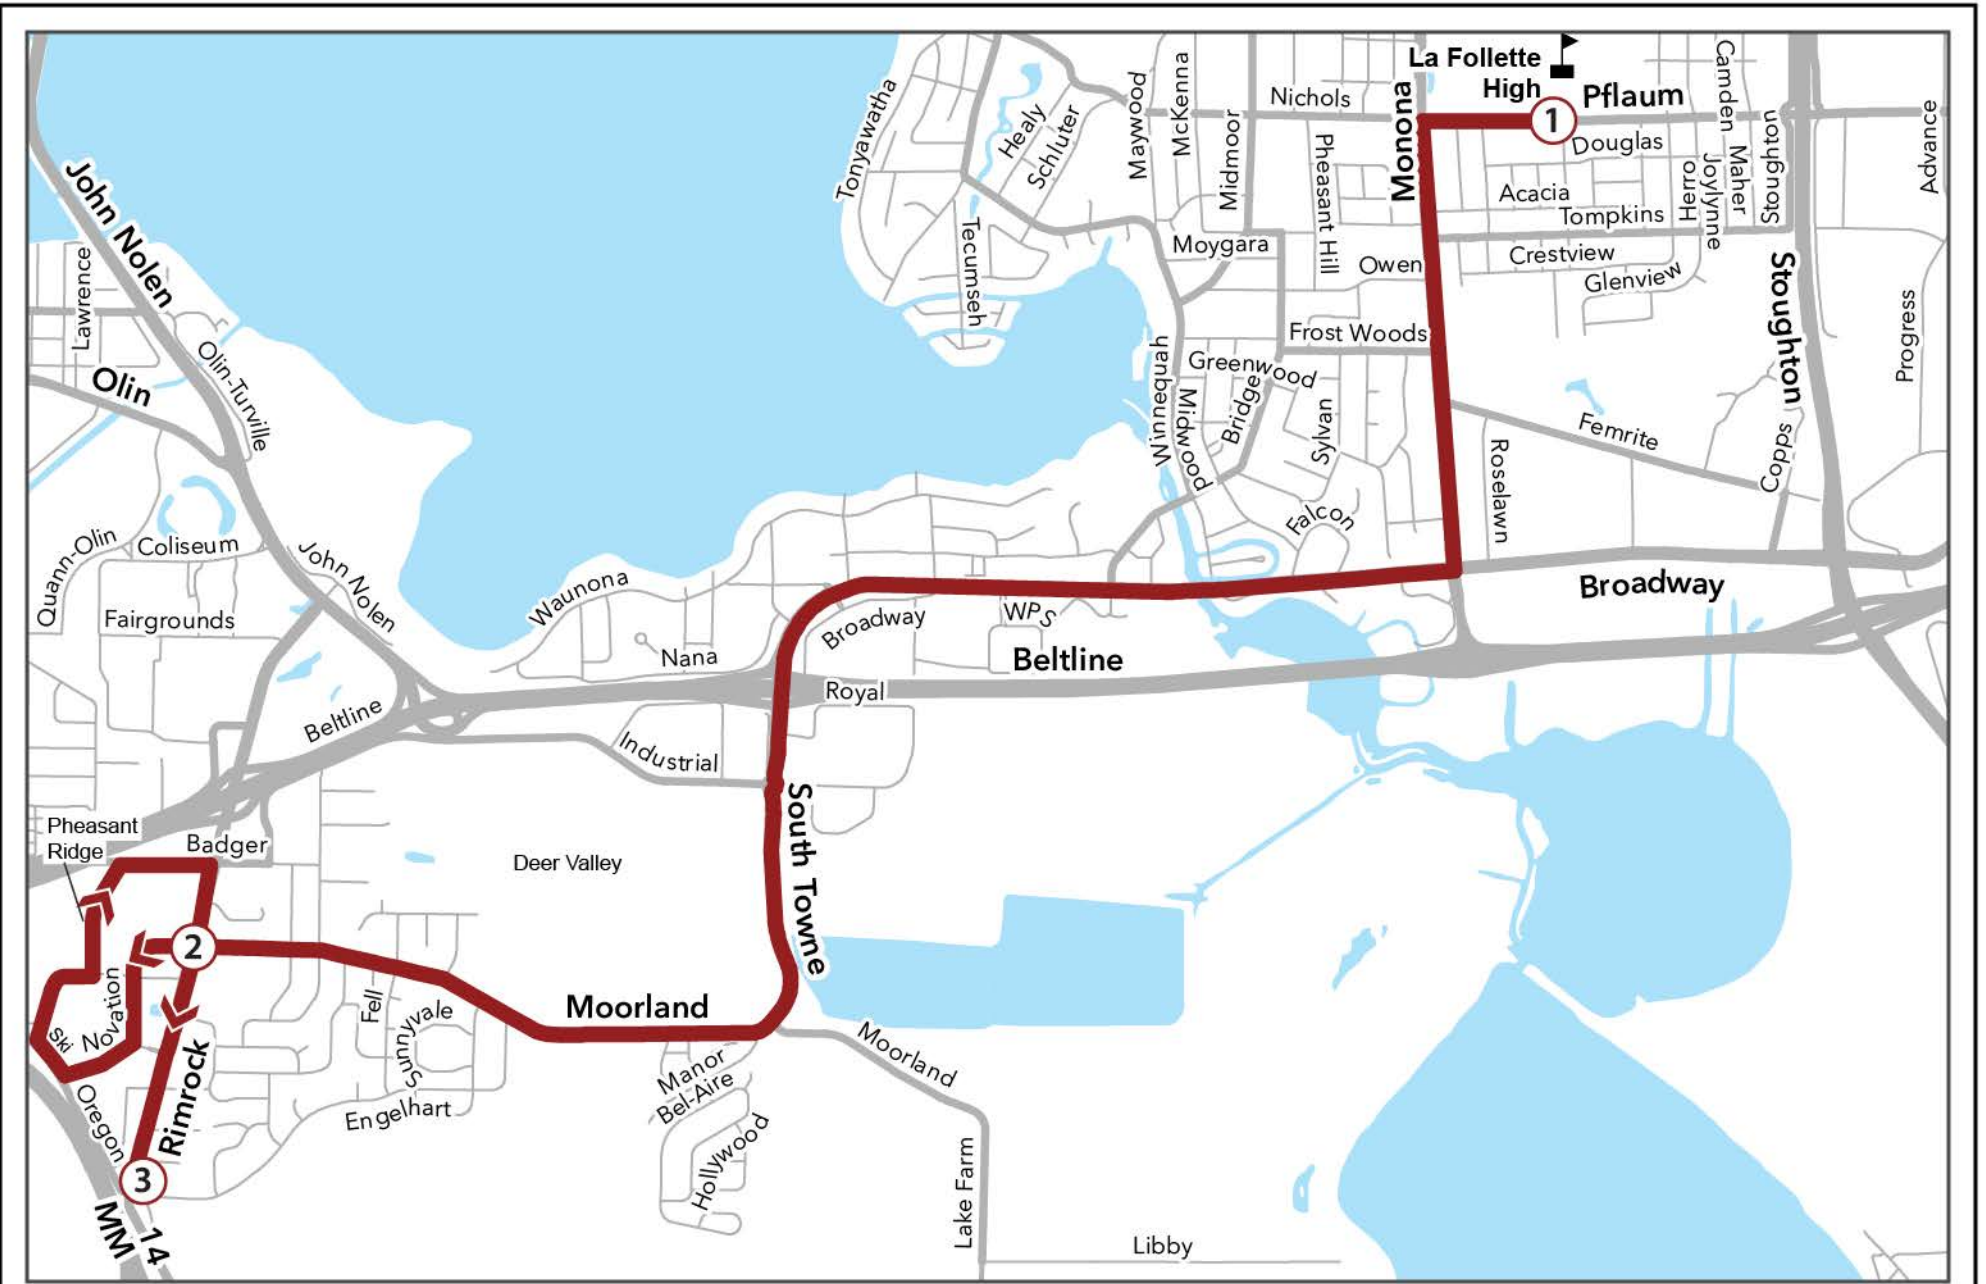 La Follette
High
Pflaum
1
Nichols
Monona
Camden
Advance
Maywood
McKenna
Midmoor
Pheasant Hill
Tonyawatha
Healy
Schluter
Douglas
Acacia
Tompkins
Herro
Joylynne
Maher
Stoughton
Crestview
Glenview
Stoughton
Progress
Tecumseh
Moygara
Owen
Frost Woods
Greenwood
Bridge
Sylvan
Midwood
Winnequah
Falcon
Femrite
Copps
Roselawn
Broadway
John Nolen
Lawrence
Olin
Olin-Turville
Quann-Olin
Coliseum
John Nolen
Fairgrounds
Waunona
Nana
Broadway
WPS
Beltline
Royal
Beltline
Industrial
South Towne
Pheasant
Ridge
Badger
Deer Valley
2
Novation
Ski
Rimrock
Oregon
3
MM
14
Fell
Sunnyvale
Engelhart
Moorland
Manor
Bel-Aire
Hollywood
Moorland
Lake Farm
Libby